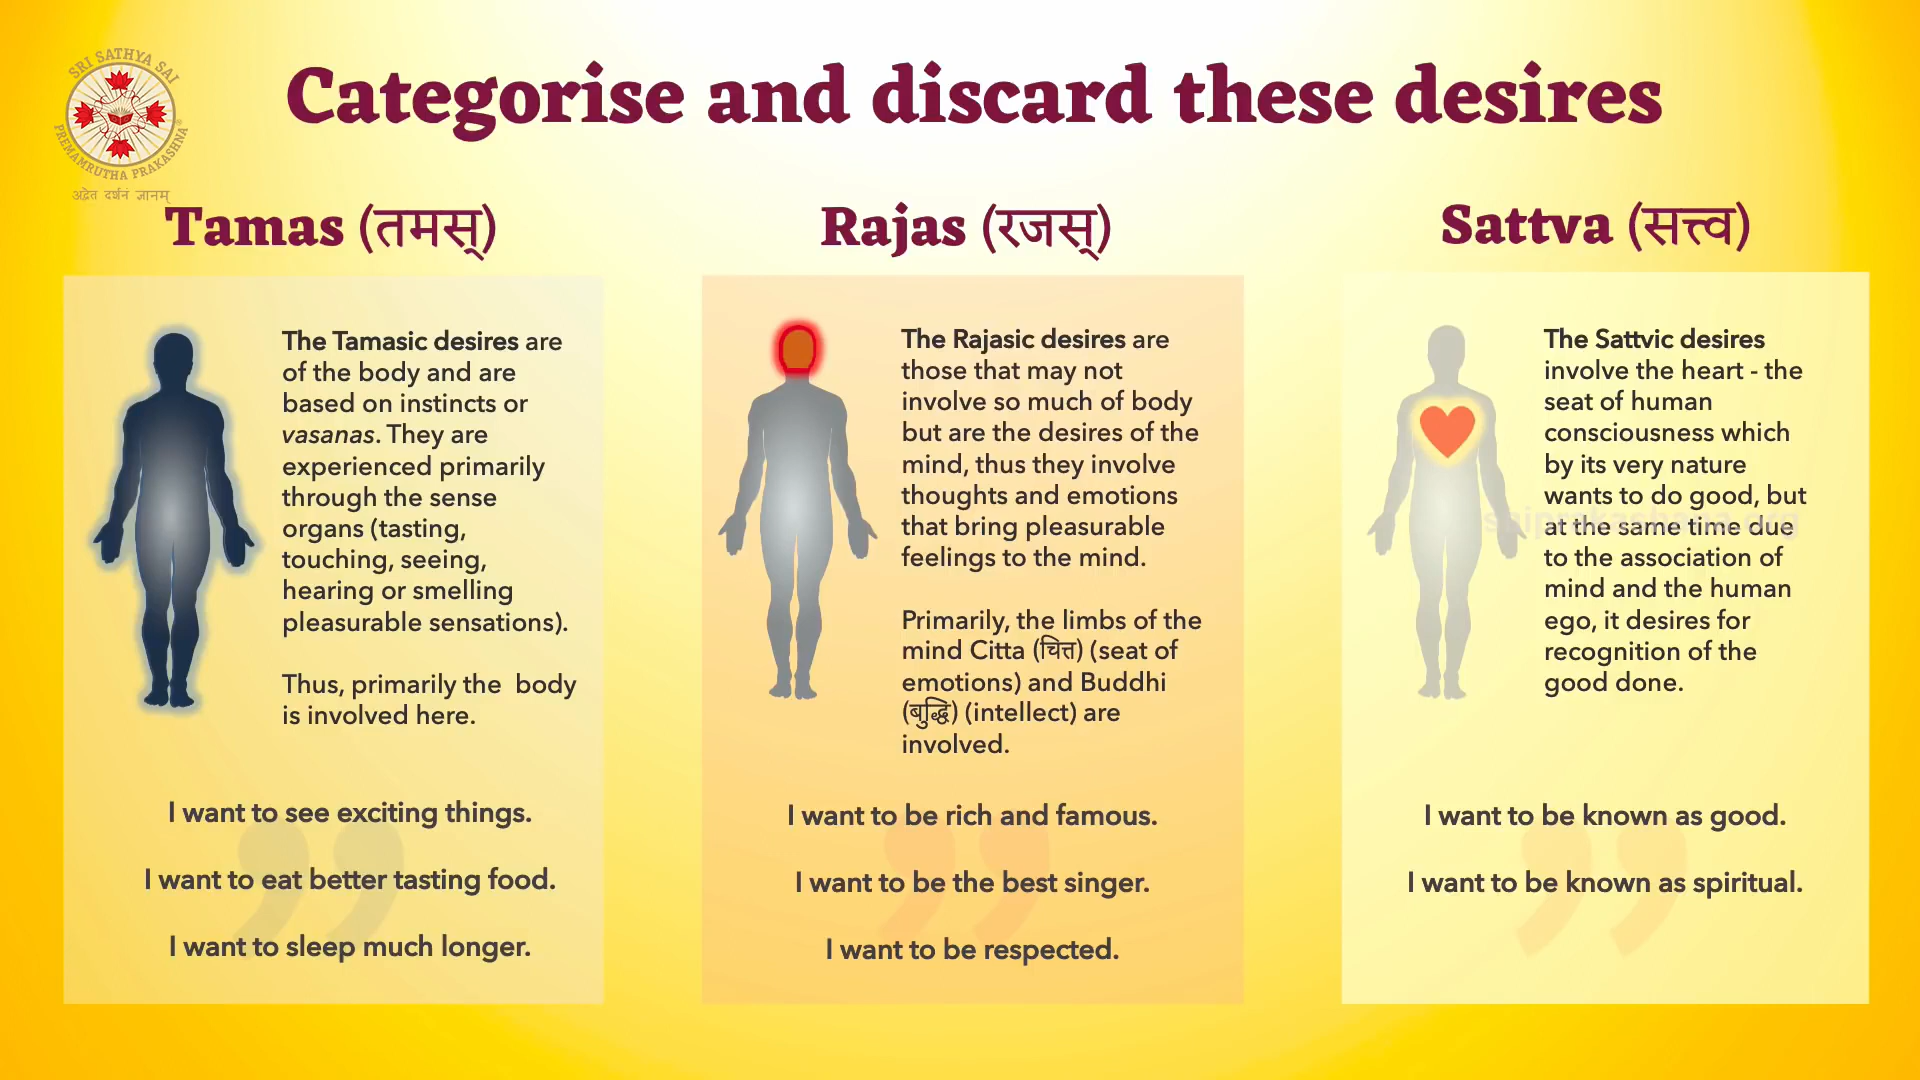 SRI SATHYA SAI
PREMAMRUTHA PRAKASHNA
अद्वैत दर्शनं ज्ञानम्
Categorise and discard these desires
Tamas (तमस्)
The Tamasic desires are
of the body and are
based on instincts or
vasanas. They are
experienced primarily
through the sense
organs (tasting,
touching, seeing,
hearing or smelling
pleasurable sensations).
Thus, primarily the  body
is involved here.
I want to see exciting things.
I want to eat better tasting food.
I want to sleep much longer.
Rajas (रजस्)
The Rajasic desires are
those that may not
involve so much of body
but are the desires of the
mind, thus they involve
thoughts and emotions
that bring pleasurable
feelings to the mind.
Primarily, the limbs of the
mind Citta (चित्त) (seat of
emotions) and Buddhi
(बुद्धि) (intellect) are
involved.
I want to be rich and famous.
I want to be the best singer.
I want to be respected.
Sattva (सत्त्व)
The Sattvic desires
involve the heart - the
seat of human
consciousness which
by its very nature
wants to do good, but
at the same time due
to the association of
mind and the human
ego, it desires for
recognition of the
good done.
I want to be known as good.
I want to be known as spiritual.